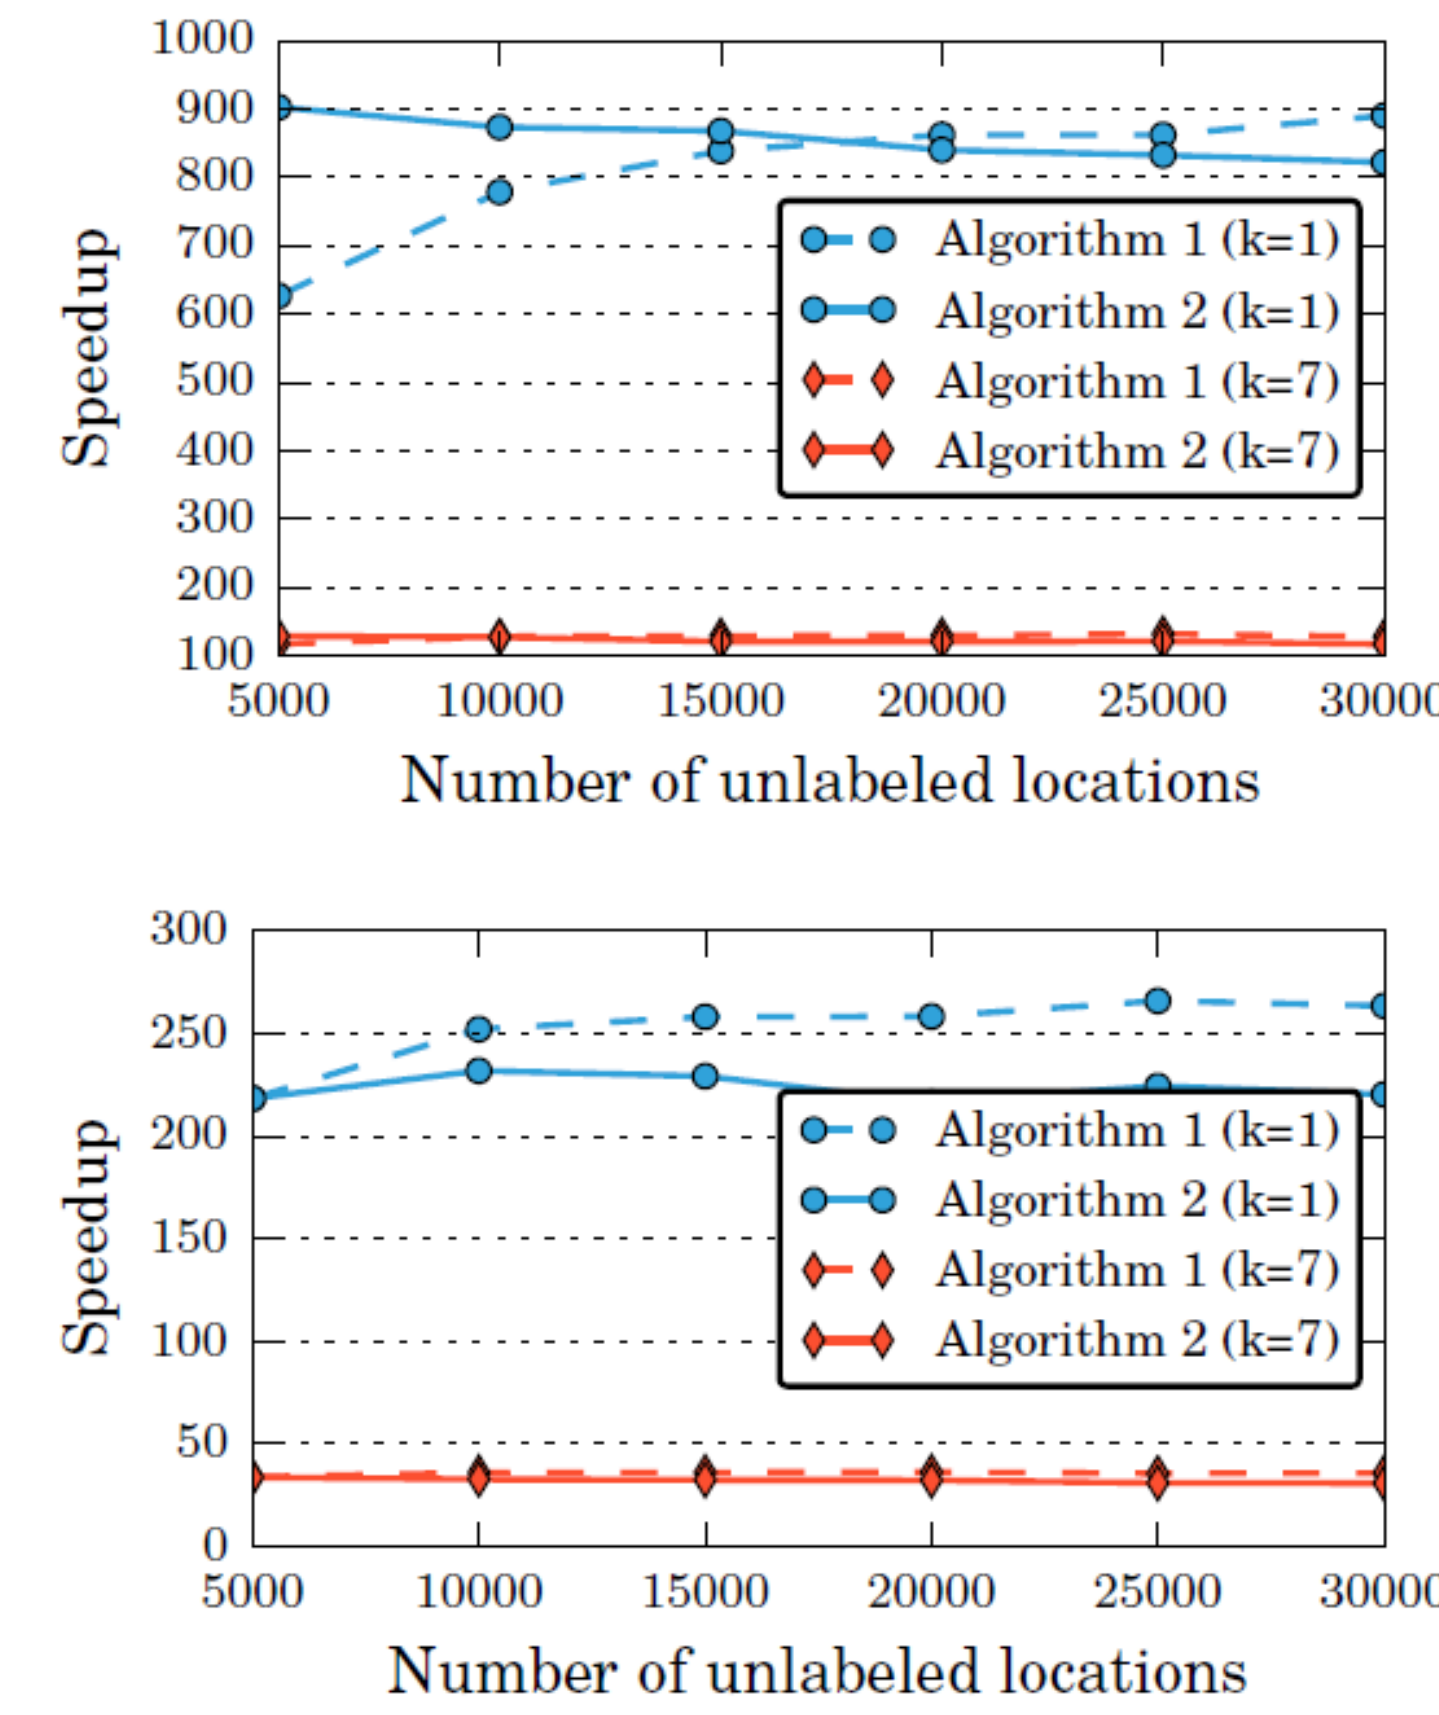 1000
900
800
700
600
500
400
300
200
100
Speedup
Algorithm 1 (k=1)
Algorithm 2 (k=1)
Algorithm 1 (k=7)
Algorithm 2 (k=7)
5000 10000 15000 20000 25000 30000
Number of unlabeled locations
300
250
200
150
100
50
0
Speedup
Algorithm 1 (k=1)
Algorithm 2 (k=1)
Algorithm 1 (k=7)
Algorithm 2 (k=7)
5000 10000 15000 20000 25000 30000
Number of unlabeled locations